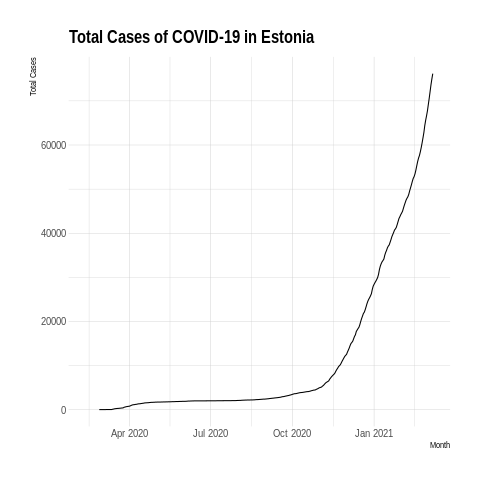 Total Cases of COVID-19 in Estonia
Total Cases
60000
40000
20000
0
Apr 2020
Jul 2020
Oct 2020
Jan 2021
Month